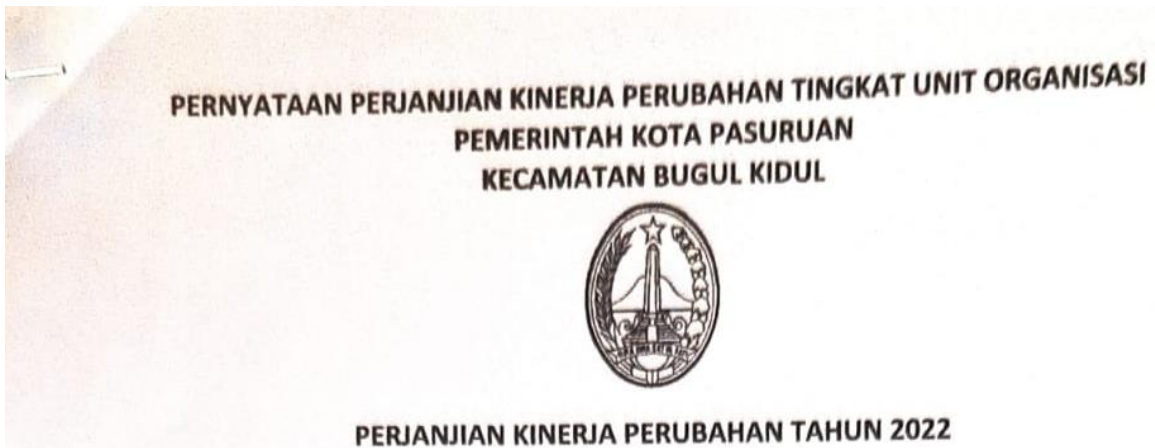 PERNYATAAN PERJANJIAN KINERJA PERUBAHAN TINGKAT UNIT ORGANISASI
PEMERINTAH KOTA PASURUAN
KECAMATAN BUGUL KIDUL
PERJANJIAN KINERJA PERUBAHAN TAHUN 2022